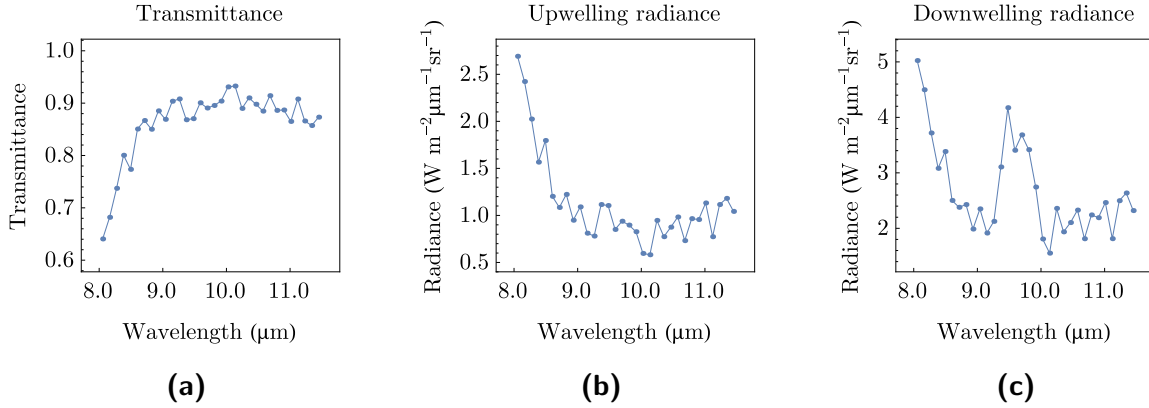 Transmittance
Transmittance
1.0
0.9
0.8
0.7
0.6
8.0 9.0 10.0 11.0
Wavelength (μm)
(a)
Upwelling radiance
Radiance (W m⁻²μm⁻¹sr⁻¹)
2.5
2.0
1.5
1.0
0.5
8.0 9.0 10.0 11.0
Wavelength (μm)
(b)
Downwelling radiance
Radiance (W m⁻²μm⁻¹sr⁻¹)
5
4
3
2
8.0 9.0 10.0 11.0
Wavelength (μm)
(c)